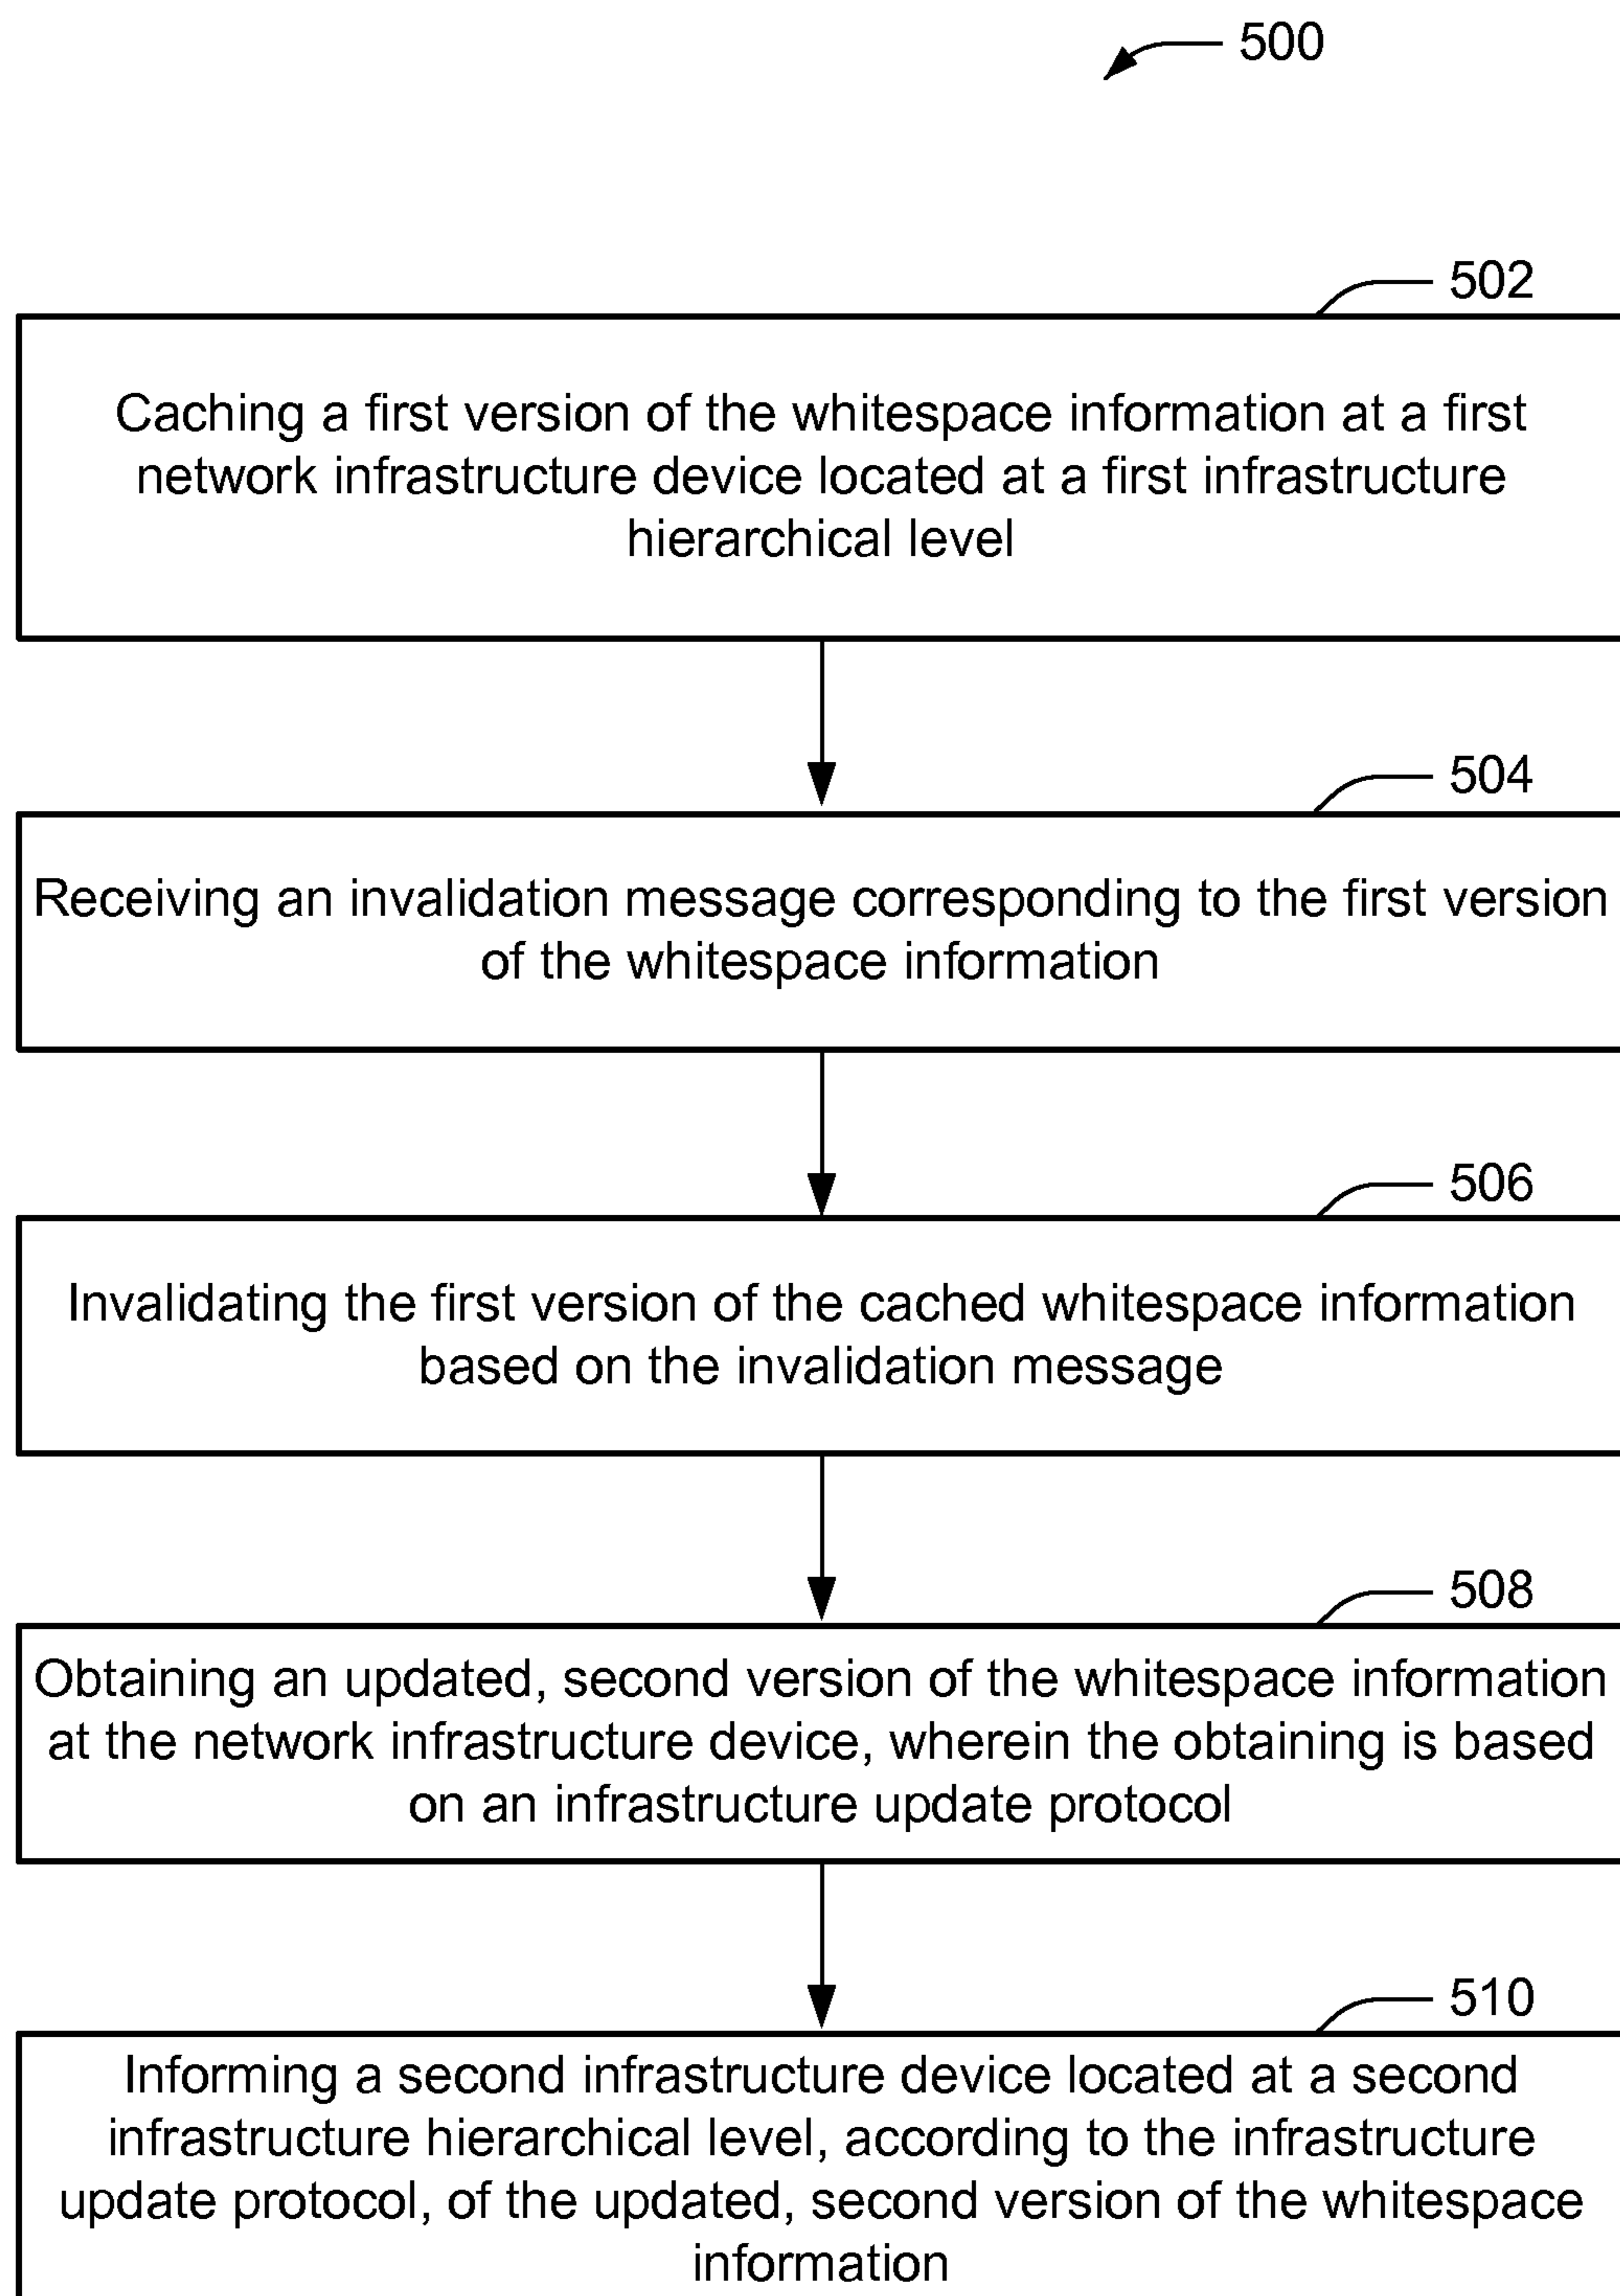 500
502
Caching a first version of the whitespace information at a first
network infrastructure device located at a first infrastructure
hierarchical level
504
Receiving an invalidation message corresponding to the first version
of the whitespace information
506
Invalidating the first version of the cached whitespace information
based on the invalidation message
508
Obtaining an updated, second version of the whitespace information
at the network infrastructure device, wherein the obtaining is based
on an infrastructure update protocol
510
Informing a second infrastructure device located at a second
infrastructure hierarchical level, according to the infrastructure
update protocol, of the updated, second version of the whitespace
information